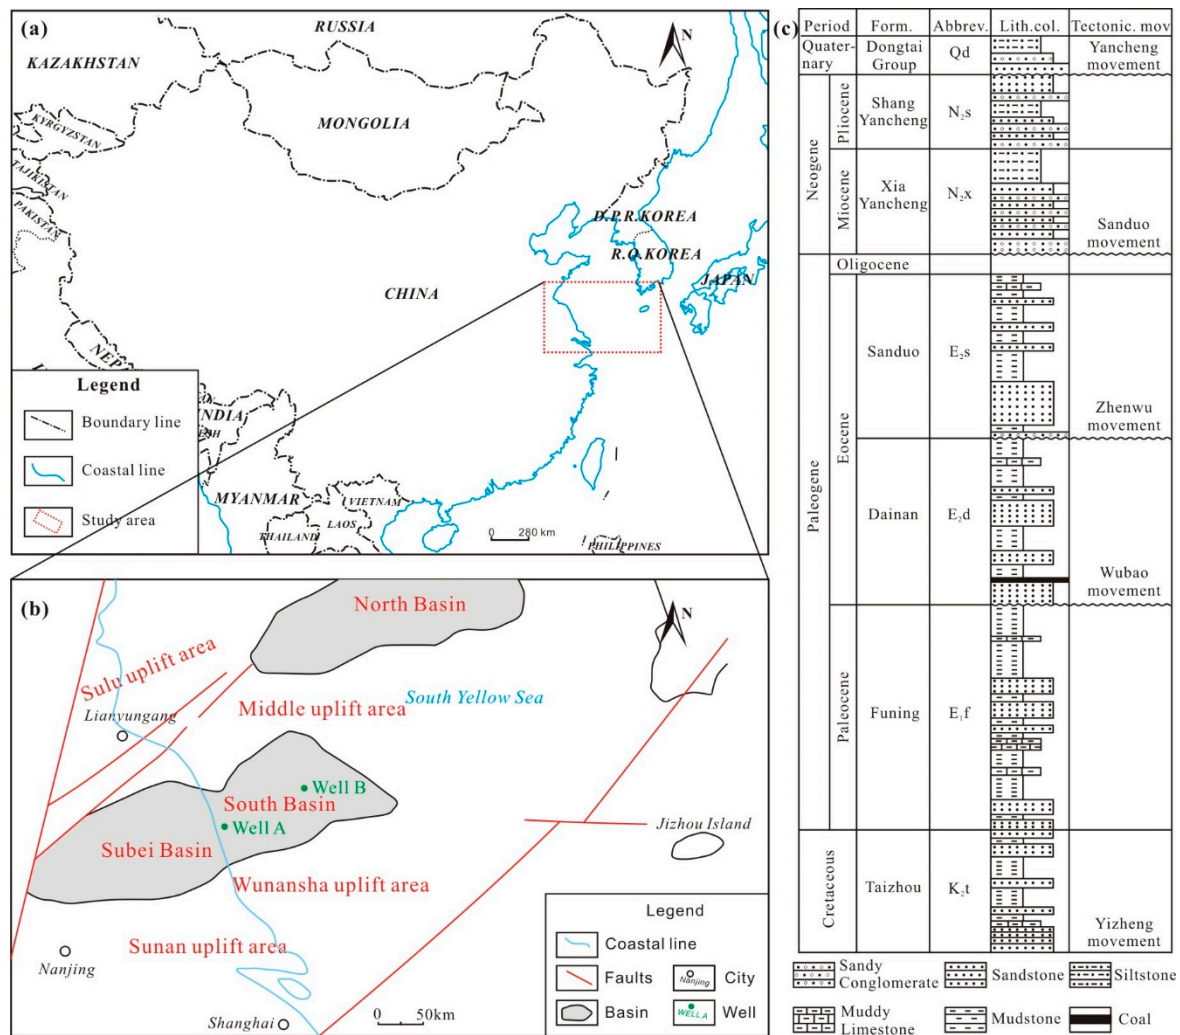 (a)
RUSSIA
N
KAZAKHSTAN
MONGOLIA
KYRGYZSTAN
TAJIKISTAN
PAKISTAN
D.P.R.KOREA
R.O.KOREA
JAPAN
CHINA
NEP
NDIA
ESH
MYANMAR
VIETNAM
LAOS
THAILAND
PHILIPPINES
0 280 km
Legend
Boundary line
Coastal line
Study area
(b)
North Basin
N
Sulu uplift area
South Yellow Sea
Lianyungang
Middle uplift area
Well B
South Basin
Well A
Subei Basin
Jizhou Island
Wunansha uplift area
Sunan uplift area
Nanjing
Shanghai
0 50km
Legend
Coastal line
Faults
Nanjing
City
Basin
WELL A
Well
(c)
Period Form. Abbrev. Lith.col. Tectonic. mov
Quater-
nary
Dongtai
Group
Qd
Yancheng
movement
Neogene
Pliocene
Shang
Yancheng
N₂s
Miocene
Xia
Yancheng
N₂x
Sanduo
movement
Paleogene
Oligocene
Eocene
Sanduo
E₂s
Zhenwu
movement
Dainan
E₂d
Wubao
movement
Paleocene
Funing
E₁f
Cretaceous
Taizhou
K₂t
Yizheng
movement
Sandy
Conglomerate
Sandstone
Siltstone
Muddy
Limestone
Mudstone
Coal